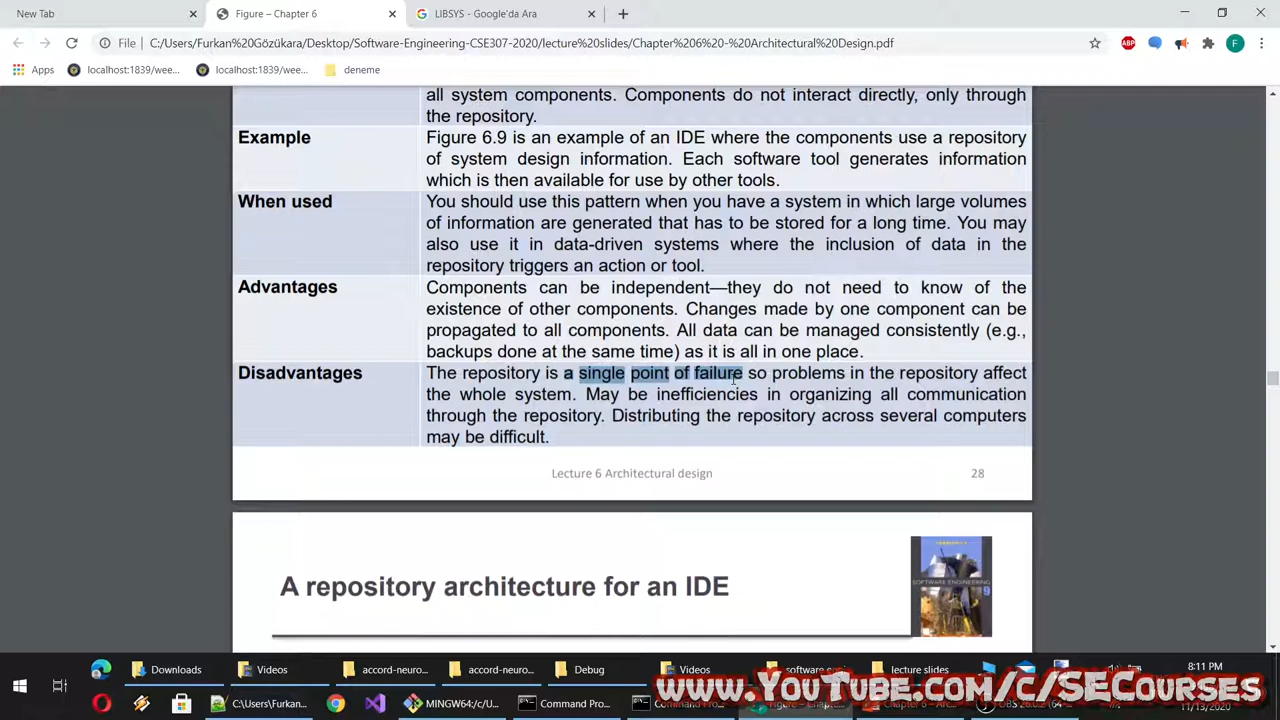 New Tab
Figure – Chapter 6
LIBSYS - Google'da Ara
File
C:/Users/Furkan%20Gözükara/Desktop/Software-Engineering-CSE307-2020/lecture%20slides/Chapter%206%20-%20Architectural%20Design.pdf
ABP
F
Apps
localhost:1839/wee...
localhost:1839/wee...
deneme
all system components. Components do not interact directly, only through
the repository.
Example
Figure 6.9 is an example of an IDE where the components use a repository
of system design information. Each software tool generates information
which is then available for use by other tools.
When used
You should use this pattern when you have a system in which large volumes
of information are generated that has to be stored for a long time. You may
also use it in data-driven systems where the inclusion of data in the
repository triggers an action or tool.
Advantages
Components can be independent—they do not need to know of the
existence of other components. Changes made by one component can be
propagated to all components. All data can be managed consistently (e.g.,
backups done at the same time) as it is all in one place.
Disadvantages
The repository is a single point of failure so problems in the repository affect
the whole system. May be inefficiencies in organizing all communication
through the repository. Distributing the repository across several computers
may be difficult.
Lecture 6 Architectural design
28
A repository architecture for an IDE
SOFTWARE ENGINEERING
9
Downloads
Videos
accord-neuro...
accord-neuro...
Debug
Videos
lecture slides
8:11 PM
C:\Users\Furkan...
MINGW64:/c/U...
Command Pro...
11/13/2020
www.YouTube.com/c/SECourses